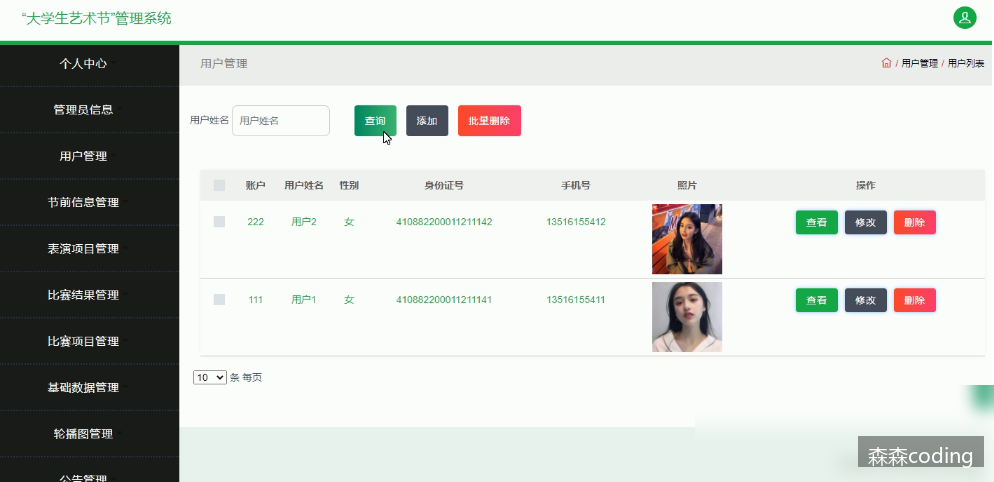 “大学生艺术节”管理系统
个人中心
管理员信息
用户管理
节前信息管理
表演项目管理
比赛结果管理
比赛项目管理
基础数据管理
轮播图管理
公告管理
用户管理
/ 用户管理 / 用户列表
用户姓名 用户姓名 查询 添加 批里删除
账户 用户姓名 性别 身份证号 手机号 照片 操作
222 用户2 女 410882200011211142 13516155412 查看 修改 删除
111 用户1 女 410882200011211141 13516155411 查看 修改 删除
10 条 每页
森森coding